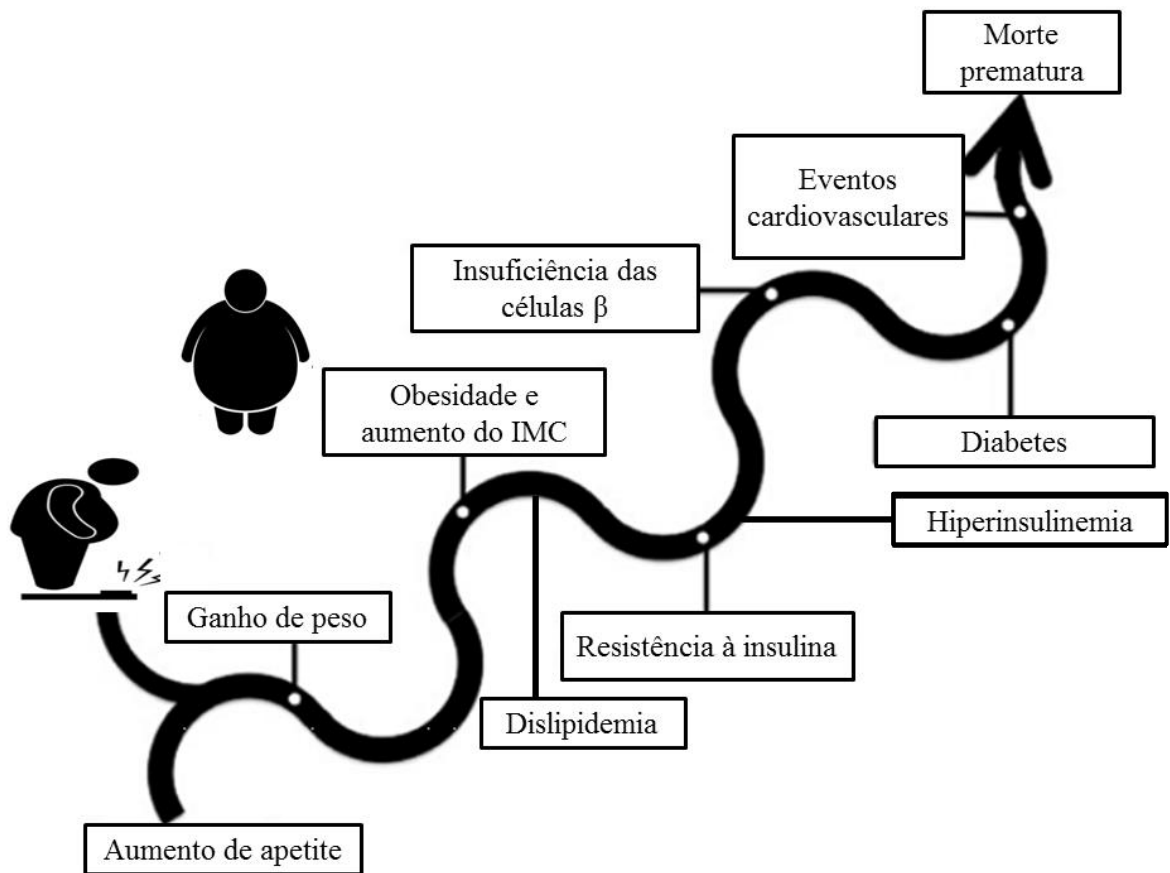 Morte
prematura
Eventos
cardiovasculares
Insuficiência das
células β
Obesidade e
aumento do IMC
Diabetes
Hiperinsulinemia
Ganho de peso
Resistência à insulina
Dislipidemia
Aumento de apetite